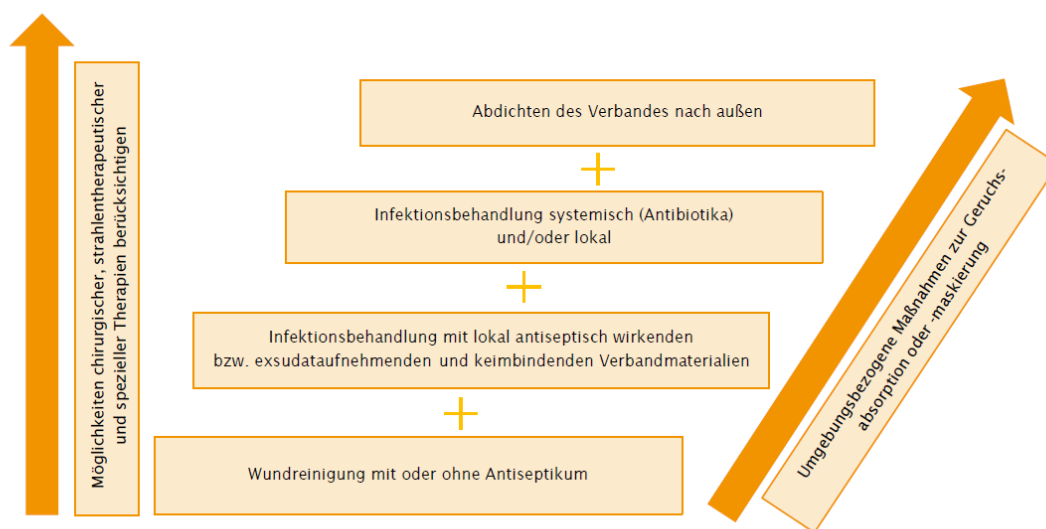 Möglichkeiten chirurgischer, strahlentherapeutischer
und spezieller Therapien berücksichtigen
Abdichten des Verbandes nach außen
+
Infektionsbehandlung systemisch (Antibiotika)
und/oder lokal
+
Infektionsbehandlung mit lokal antiseptisch wirkenden
bzw. exsudataufnehmenden und keimbindenden Verbandmaterialien
+
Wundreinigung mit oder ohne Antiseptikum
Umgebungsbezogene Maßnahmen zur Geruchs-
absorption oder -maskierung